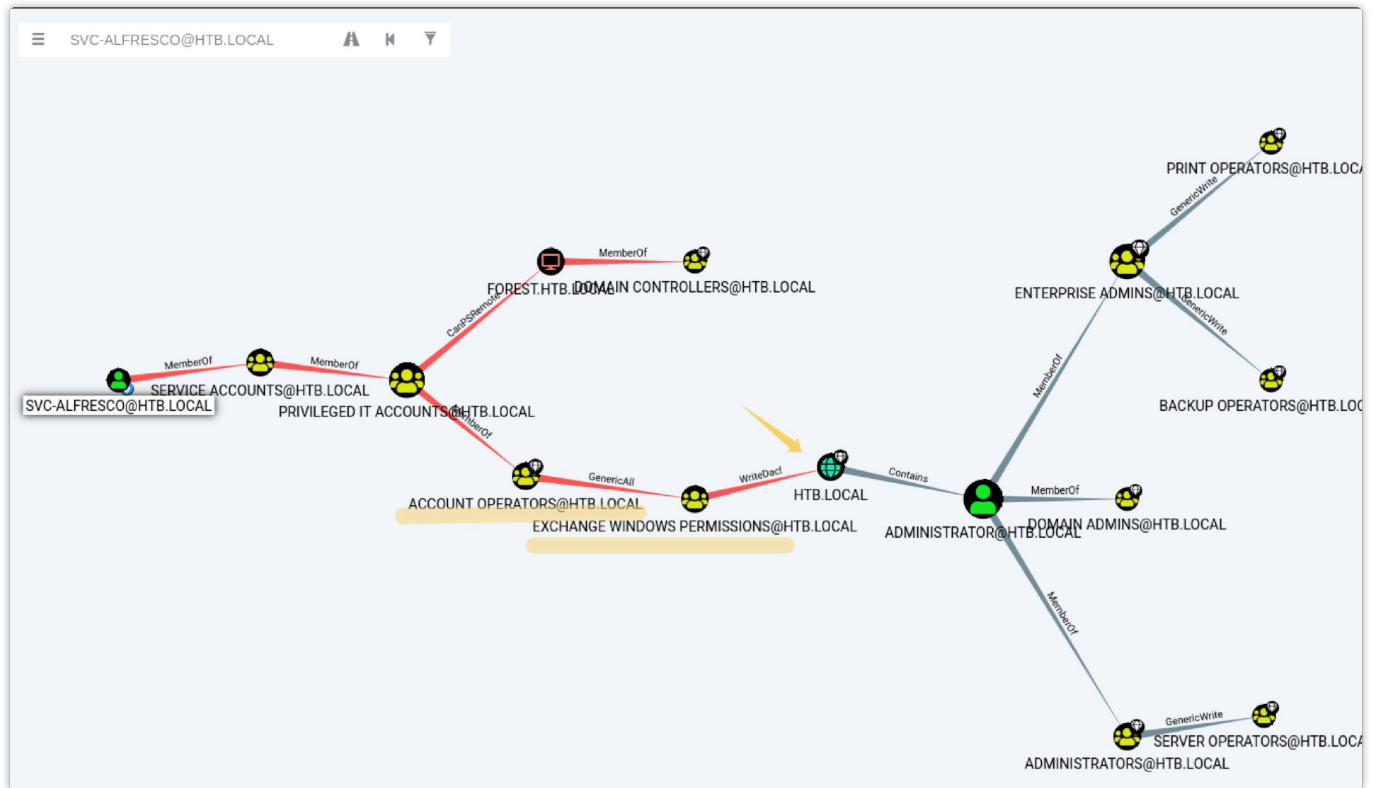 SVC-ALFRESCO@HTB.LOCAL
PRINT OPERATORS@HTB.LOCA
GenericWrite
MemberOf
FOREST.HTB.LOCAL
DOMAIN CONTROLLERS@HTB.LOCAL
ENTERPRISE ADMINS@HTB.LOCAL
GenericWrite
CanPSRemote
MemberOf
MemberOf
SERVICE ACCOUNTS@HTB.LOCAL
SVC-ALFRESCO@HTB.LOCAL
PRIVILEGED IT ACCOUNTS@HTB.LOCAL
MemberOf
MemberOf
BACKUP OPERATORS@HTB.LOC
GenericAll
WriteDacl
Contains
HTB.LOCAL
MemberOf
ACCOUNT OPERATORS@HTB.LOCAL
EXCHANGE WINDOWS PERMISSIONS@HTB.LOCAL
ADMINISTRATOR@HTB.LOCAL
DOMAIN ADMINS@HTB.LOCAL
MemberOf
GenericWrite
SERVER OPERATORS@HTB.LOCA
ADMINISTRATORS@HTB.LOCAL